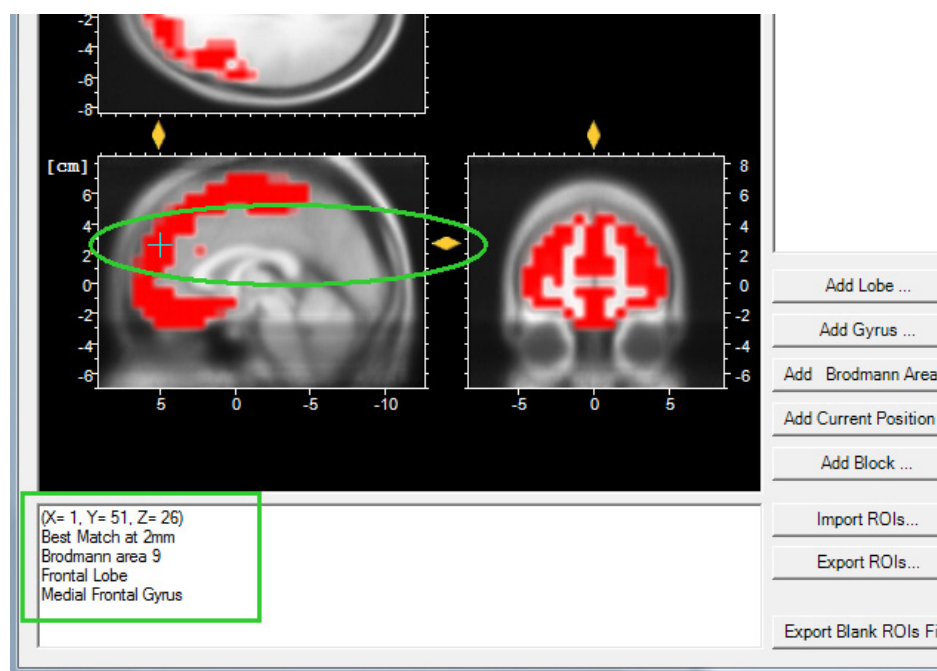 -2
-4
-6
-8
[cm]
6
4
2
0
-2
-4
-6
5 0 -5 -10
8
6
4
2
0
-2
-4
-6
-5 0 5
(X= 1, Y= 51, Z= 26)
Best Match at 2mm
Brodmann area 9
Frontal Lobe
Medial Frontal Gyrus
Add Lobe ...
Add Gyrus ...
Add Brodmann Area
Add Current Position
Add Block ...
Import ROIs...
Export ROIs...
Export Blank ROIs Fi